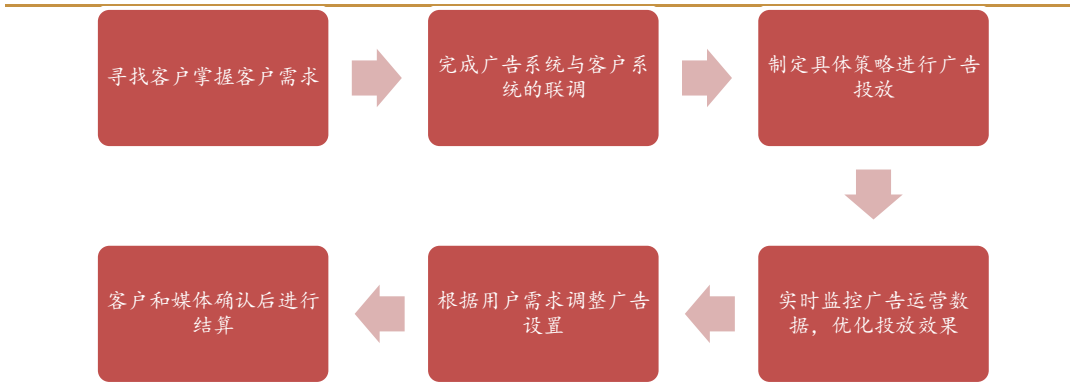 寻找客户掌握客户需求
完成广告系统与客户系
统的联调
制定具体策略进行广告
投放
实时监控广告运营数
据，优化投放效果
根据用户需求调整广告
设置
客户和媒体确认后进行
结算